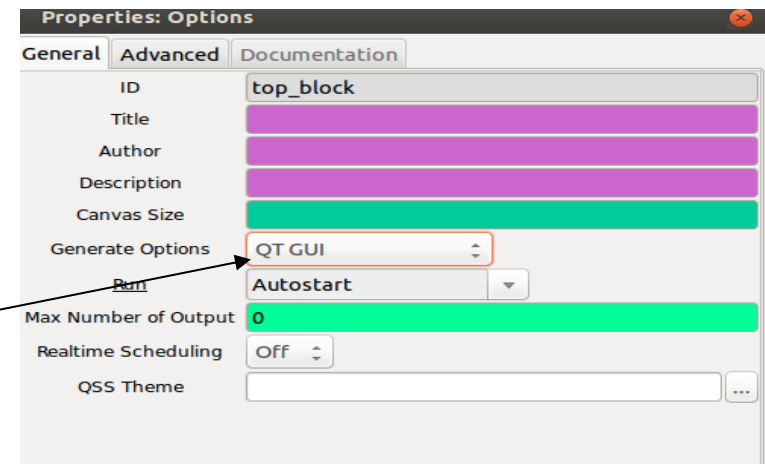 Properties: Options
General Advanced Documentation
ID top_block
Title
Author
Description
Canvas Size
Generate Options QT GUI
Run Autostart
Max Number of Output 0
Realtime Scheduling Off
QSS Theme ...